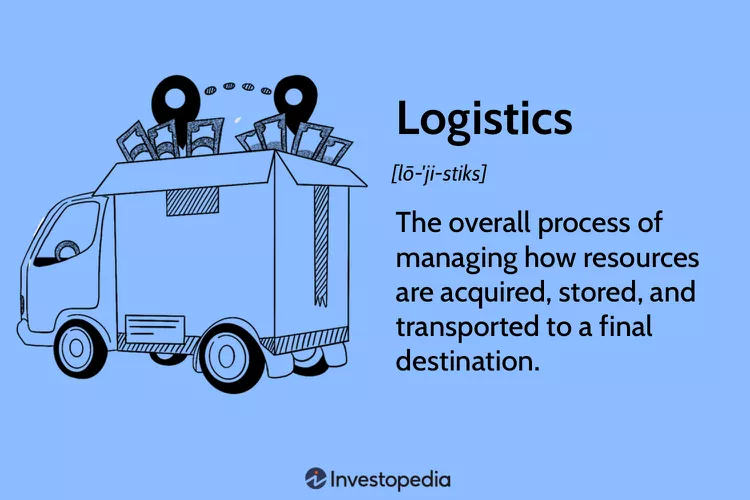 Logistics
[lō-'ji-stiks]
The overall process of
managing how resources
are acquired, stored, and
transported to a final
destination.
Investopedia